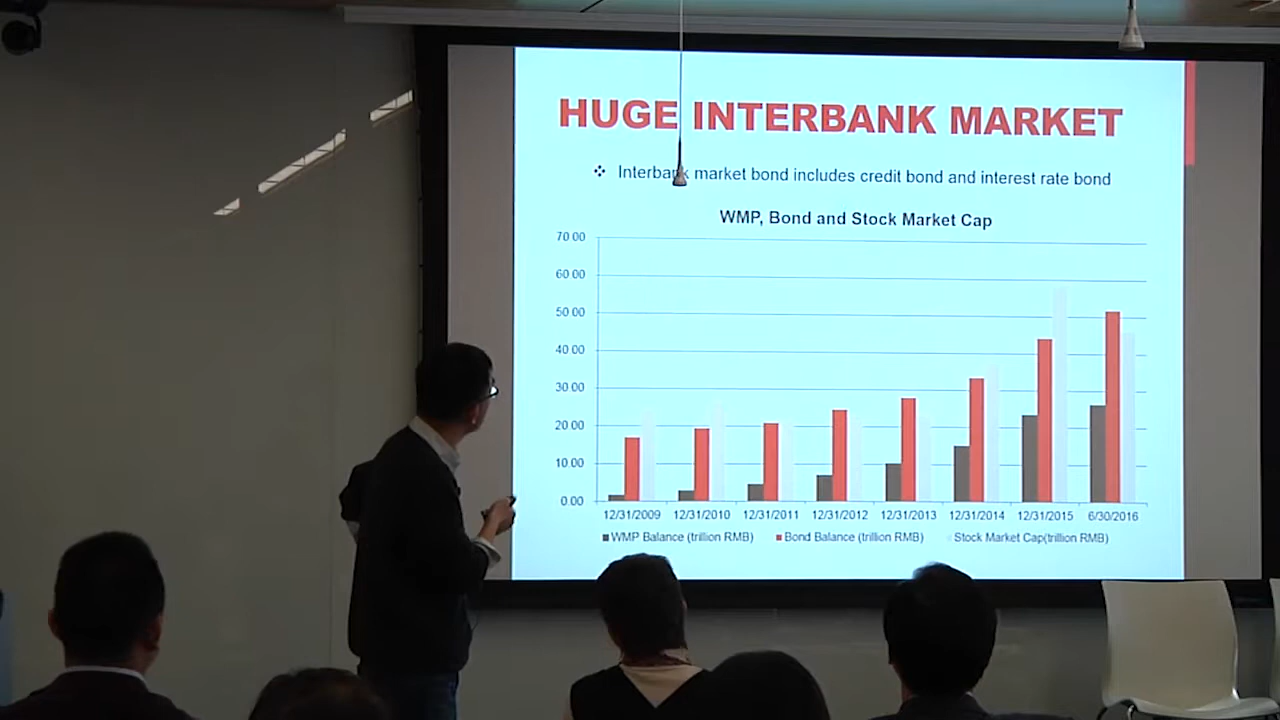 HUGE INTERBANK MARKET
❖ Interbank market bond includes credit bond and interest rate bond
WMP, Bond and Stock Market Cap
70.00
60.00
50.00
40.00
30.00
20.00
10.00
0.00
12/31/2009 12/31/2010 12/31/2011 12/31/2012 12/31/2013 12/31/2014 12/31/2015 6/30/2016
WMP Balance (trillion RMB) Bond Balance (trillion RMB) Stock Market Cap(trillion RMB)